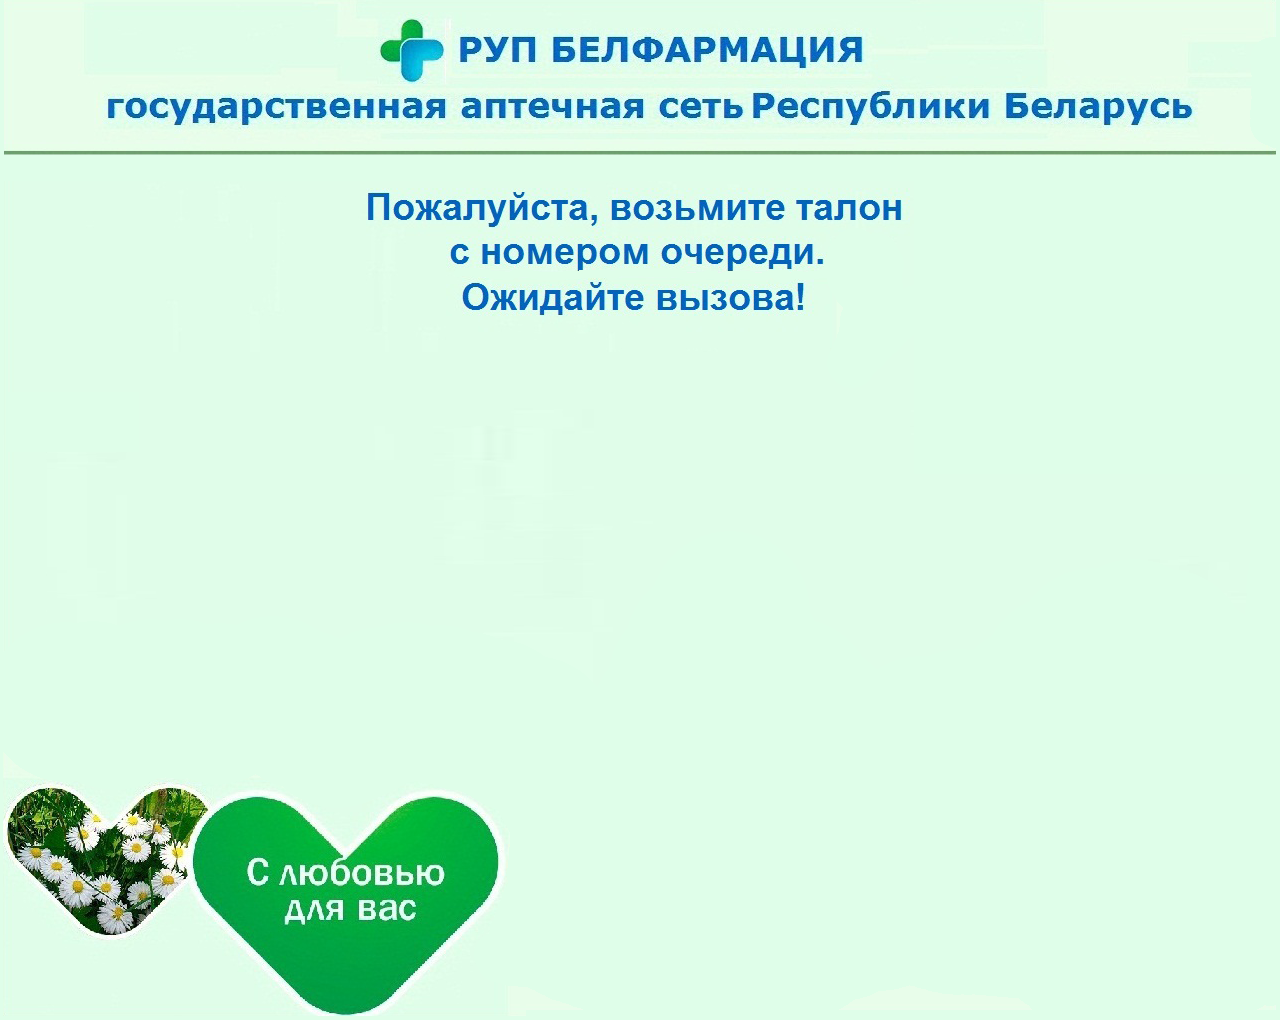 РУП БЕЛФАРМАЦИЯ
государственная аптечная сеть Республики Беларусь
Пожалуйста, возьмите талон
с номером очереди.
Ожидайте вызова!
С любовью
для вас